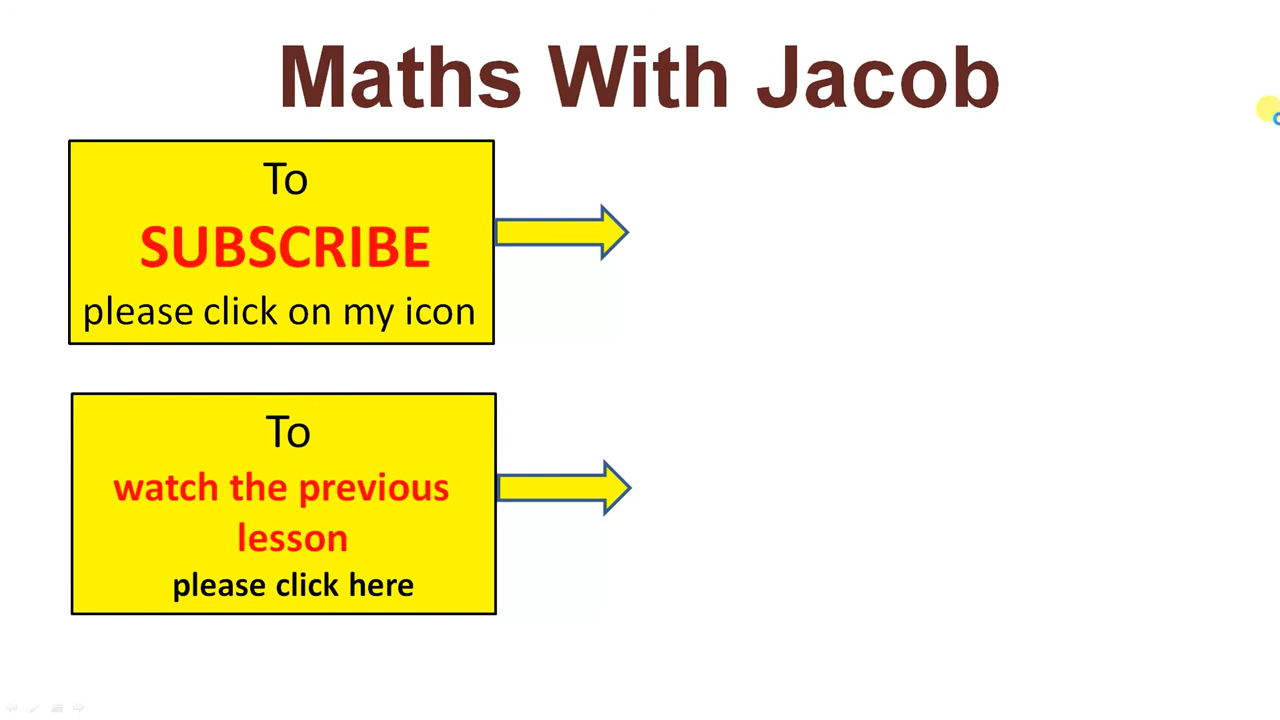 Maths With Jacob
To
SUBSCRIBE
please click on my icon
To
watch the previous
lesson
please click here